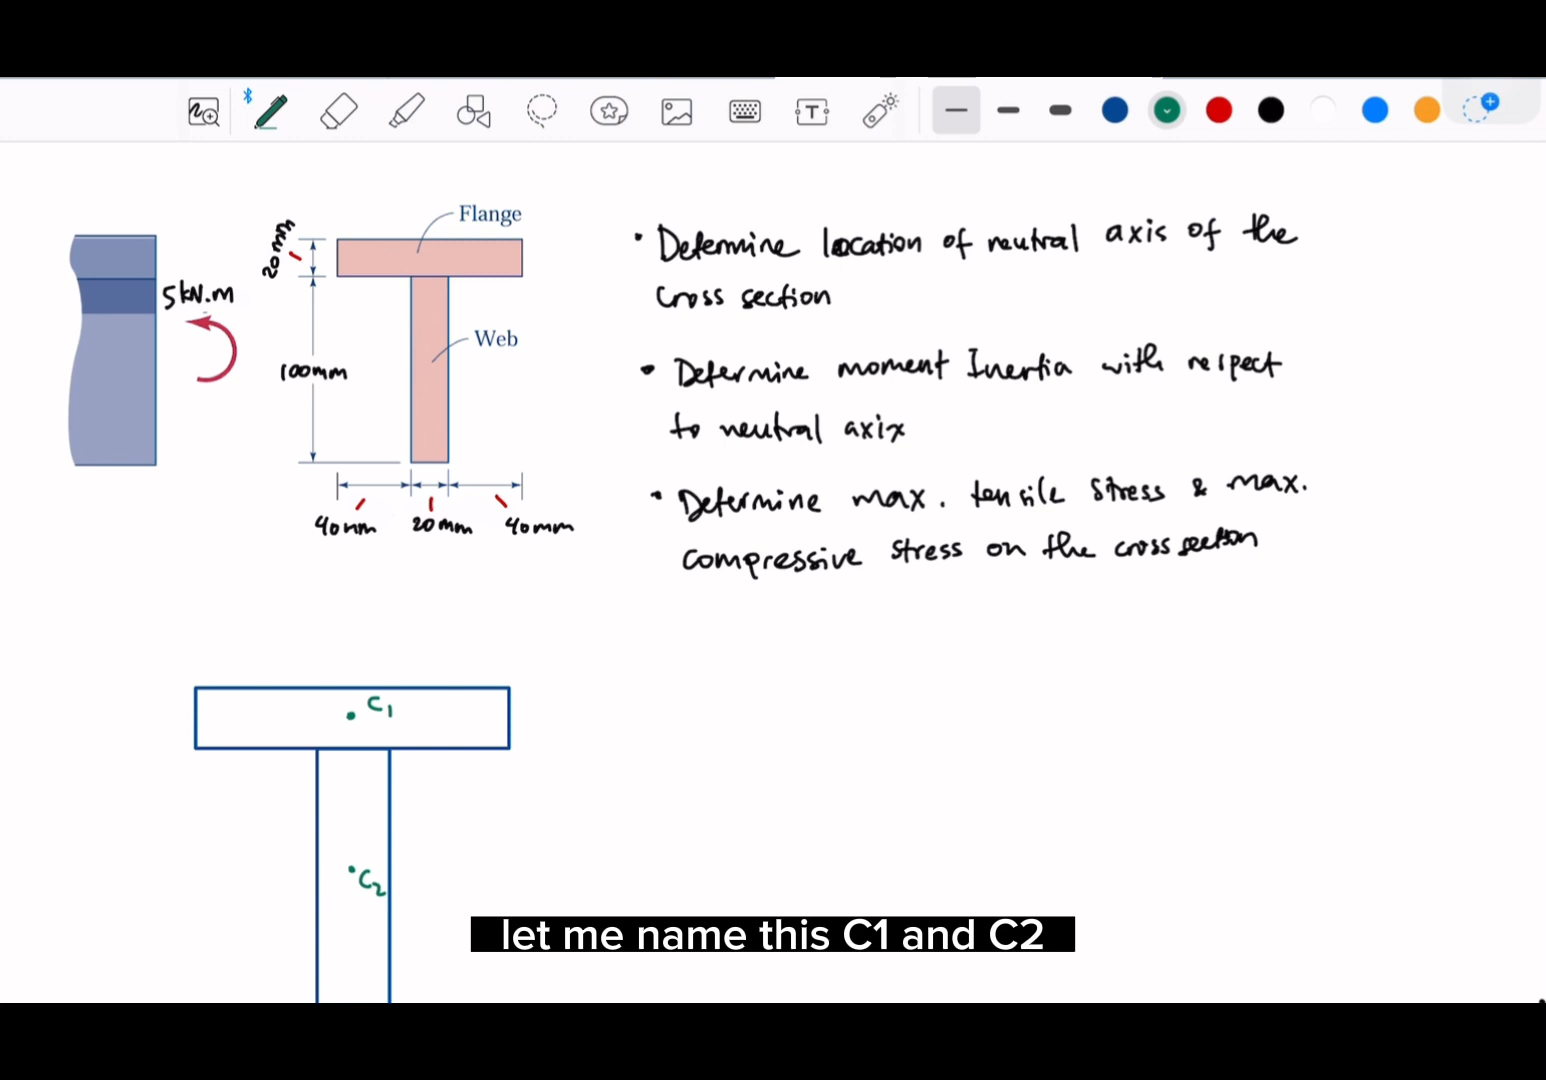 Flange
20mm
• Determine location of neutral axis of the
cross section
5kN.m
Web
100mm
• Determine moment Inertia with respect
to neutral axix
• Determine max. tensile stress & max.
compressive stress on the cross section
40mm 20mm 40mm
C1
C2
let me name this C1 and C2